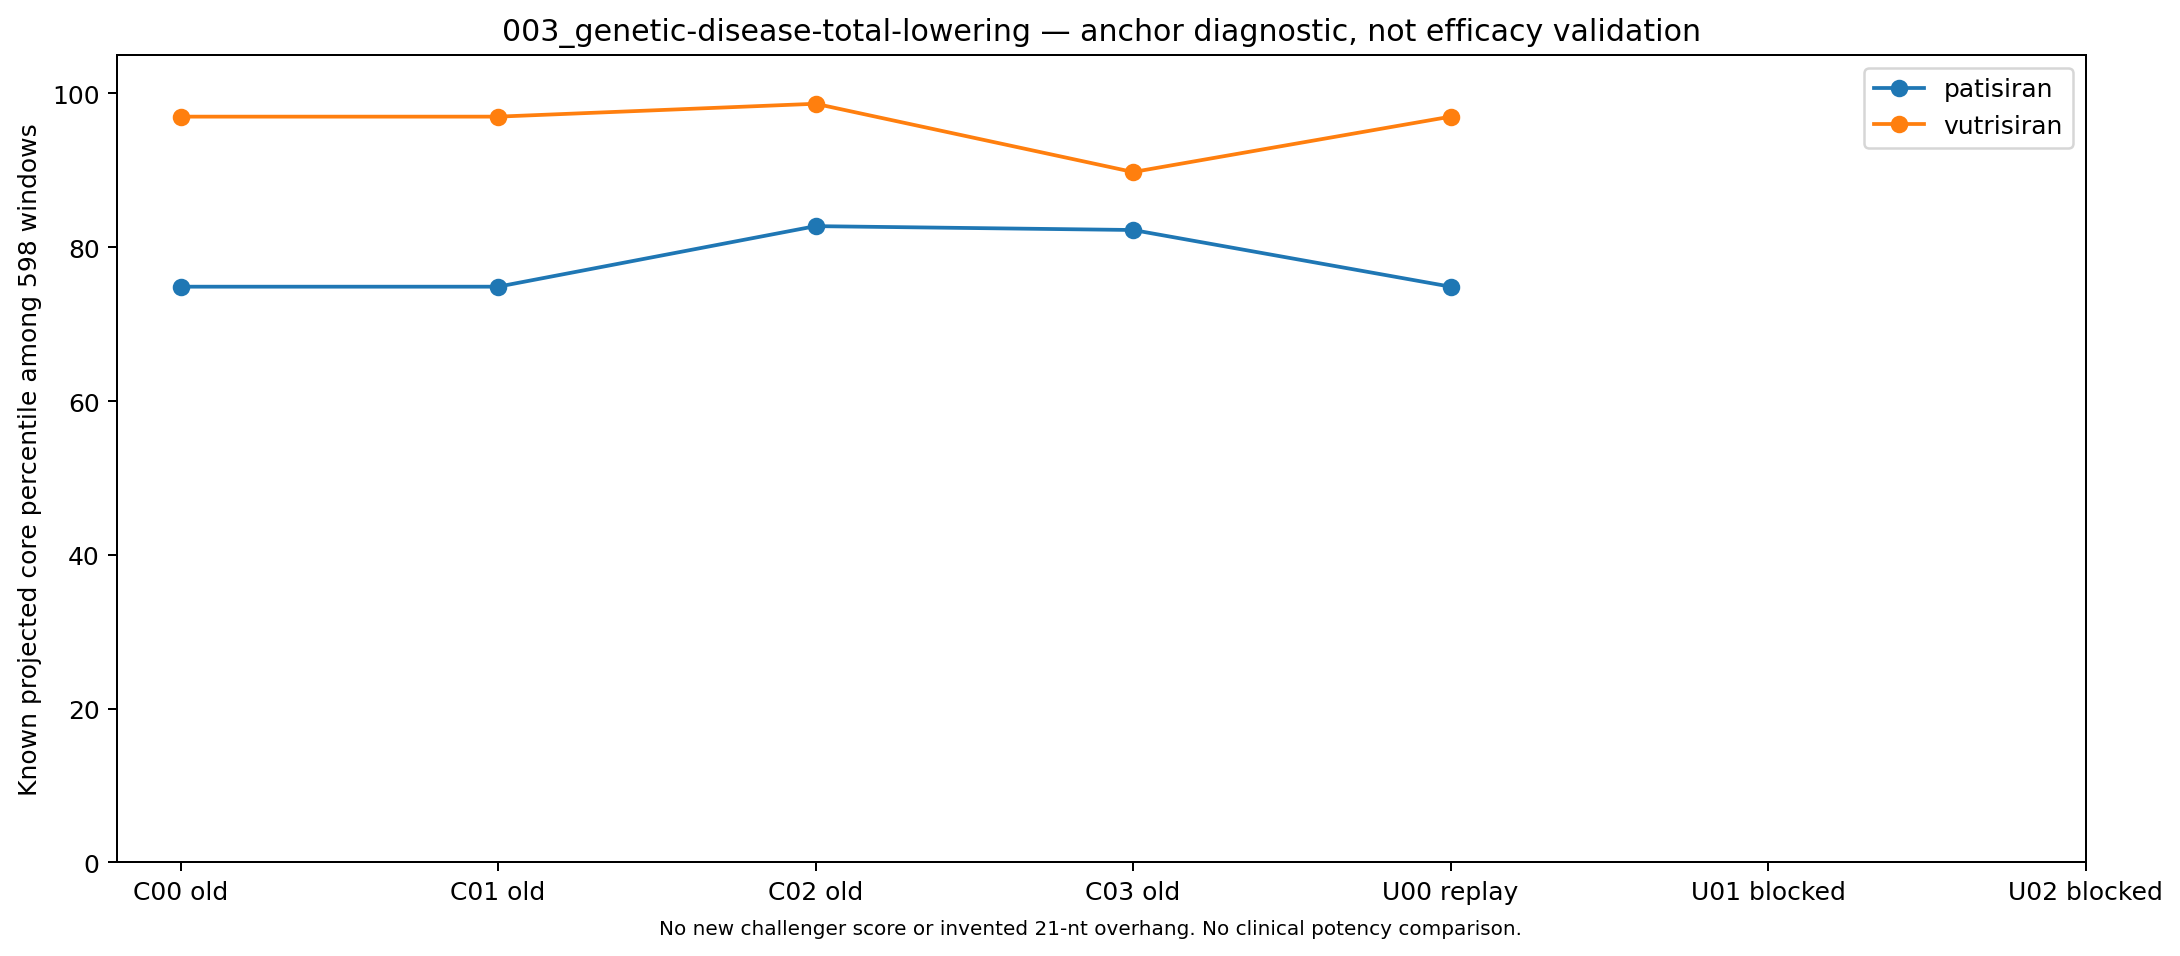 003_genetic-disease-total-lowering — anchor diagnostic, not efficacy validation
Known projected core percentile among 598 windows
100
80
60
40
20
0
patisiran
vutrisiran
C00 old
C01 old
C02 old
C03 old
U00 replay
U01 blocked
U02 blocked
No new challenger score or invented 21-nt overhang. No clinical potency comparison.